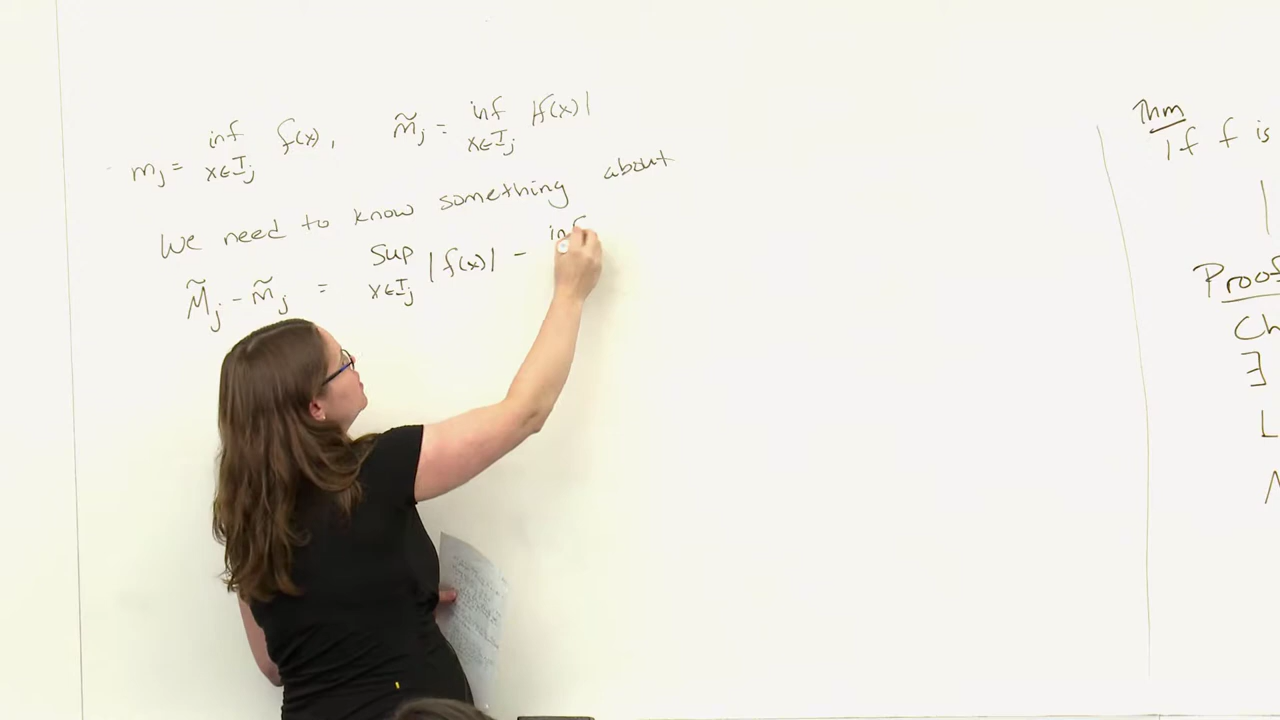 m_j = inf_{x∈I_j} f(x), m̃_j = inf_{x∈I_j} |f(x)|
We need to know something about
M̃_j - m̃_j = sup_{x∈I_j} |f(x)| - inf
Thm
If f is
|
Proof
Ch
∃
L